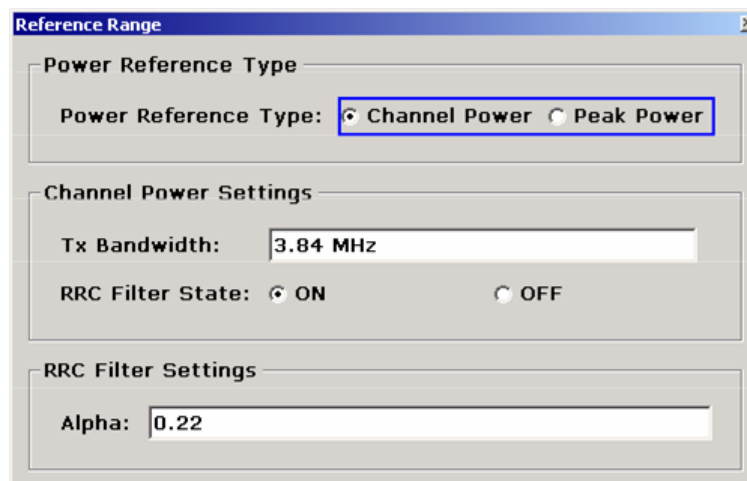 Reference Range
Power Reference Type
Power Reference Type: Channel Power Peak Power
Channel Power Settings
Tx Bandwidth: 3.84 MHz
RRC Filter State: ON OFF
RRC Filter Settings
Alpha: 0.22